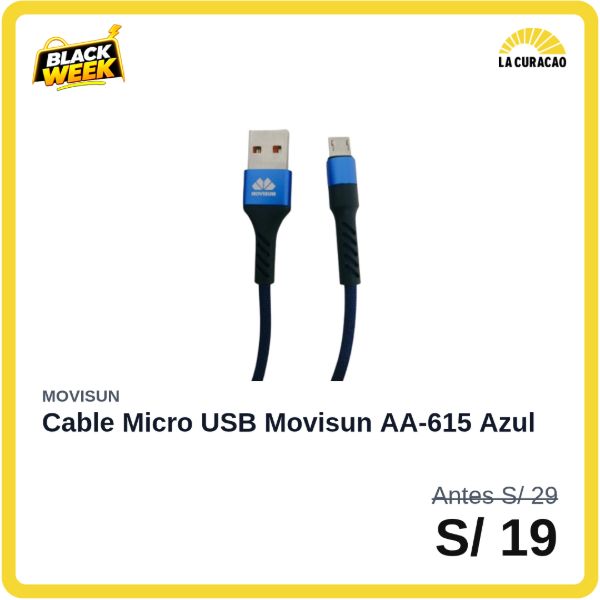 BLACK
WEEK
LA CURACAO
MOVISUN
MOVISUN
Cable Micro USB Movisun AA-615 Azul
Antes S/ 29
S/ 19